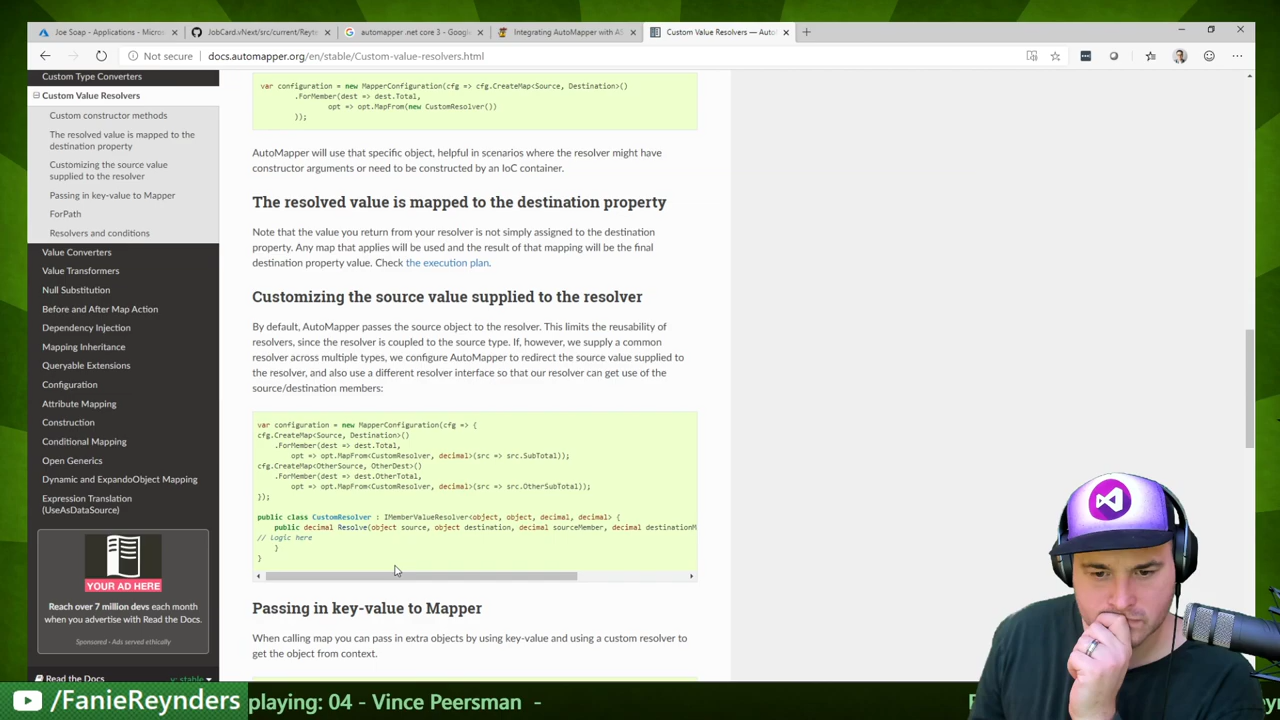 Joe Soap - Applications - Micros
JobCard.vNext/src/current/Reyn
automapper .net core 3 - Google
Integrating AutoMapper with AS
Custom Value Resolvers — Auto
Not secure
docs.automapper.org/en/stable/Custom-value-resolvers.html
Custom Type Converters
Custom Value Resolvers
Custom constructor methods
The resolved value is mapped to the
destination property
Customizing the source value
supplied to the resolver
Passing in key-value to Mapper
ForPath
Resolvers and conditions
Value Converters
Value Transformers
Null Substitution
Before and After Map Action
Dependency Injection
Mapping Inheritance
Queryable Extensions
Configuration
Attribute Mapping
Construction
Conditional Mapping
Open Generics
Dynamic and ExpandoObject Mapping
Expression Translation
(UseAsDataSource)
YOUR AD HERE
Reach over 7 million devs each month
when you advertise with Read the Docs.
Sponsored · Ads served ethically
Read the Docs
v: stable
var configuration = new MapperConfiguration(cfg => cfg.CreateMap<Source, Destination>()
.ForMember(dest => dest.Total,
opt => opt.MapFrom(new CustomResolver())
));
AutoMapper will use that specific object, helpful in scenarios where the resolver might have
constructor arguments or need to be constructed by an IoC container.
The resolved value is mapped to the destination property
Note that the value you return from your resolver is not simply assigned to the destination
property. Any map that applies will be used and the result of that mapping will be the final
destination property value. Check the execution plan.
Customizing the source value supplied to the resolver
By default, AutoMapper passes the source object to the resolver. This limits the reusability of
resolvers, since the resolver is coupled to the source type. If, however, we supply a common
resolver across multiple types, we configure AutoMapper to redirect the source value supplied
to the resolver, and also use a different resolver interface so that our resolver can get use of the
source/destination members:
var configuration = new MapperConfiguration(cfg => {
cfg.CreateMap<Source, Destination>()
.ForMember(dest => dest.Total,
opt => opt.MapFrom<CustomResolver, decimal>(src => src.SubTotal));
cfg.CreateMap<OtherSource, OtherDest>()
.ForMember(dest => dest.OtherTotal,
opt => opt.MapFrom<CustomResolver, decimal>(src => src.OtherSubTotal));
});
public class CustomResolver : IMemberValueResolver<object, object, decimal, decimal> {
public decimal Resolve(object source, object destination, decimal sourceMember, decimal destinationM
// logic here
}
}
Passing in key-value to Mapper
When calling map you can pass in extra objects by using key-value and using a custom resolver to
get the object from context.
/FanieReynders
playing: 04 - Vince Peersman -